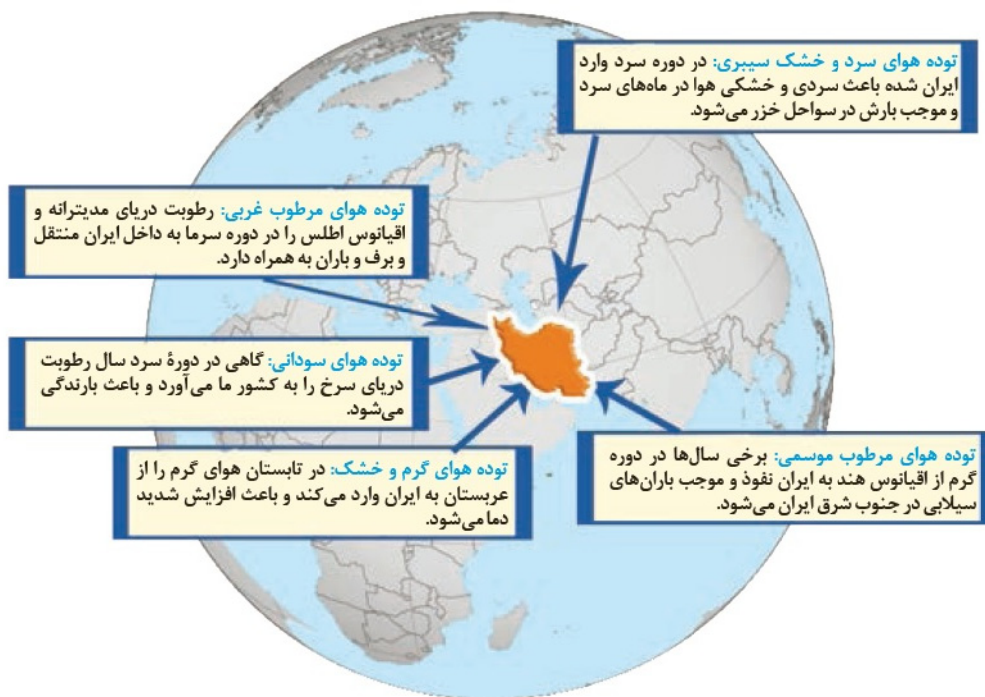 توده هوای سرد و خشک سیبری: در دوره سرد وارد
ایران شده باعث سردی و خشکی هوا در ماه‌های سرد
و موجب بارش در سواحل خزر می‌شود.
توده هوای مرطوب غربی: رطوبت دریای مدیترانه و
اقیانوس اطلس را در دوره سرما به داخل ایران منتقل
و برف و باران به همراه دارد.
توده هوای سودانی: گاهی در دورهٔ سرد سال رطوبت
دریای سرخ را به کشور ما می‌آورد و باعث بارندگی
می‌شود.
توده هوای گرم و خشک: در تابستان هوای گرم را از
عربستان به ایران وارد می‌کند و باعث افزایش شدید
دما می‌شود.
توده هوای مرطوب موسمی: برخی سال‌ها در دوره
گرم از اقیانوس هند به ایران نفوذ و موجب باران‌های
سیلابی در جنوب شرق ایران می‌شود.